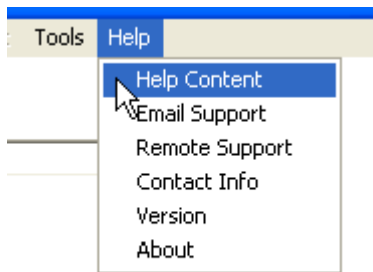 Tools Help
Help Content
Email Support
Remote Support
Contact Info
Version
About